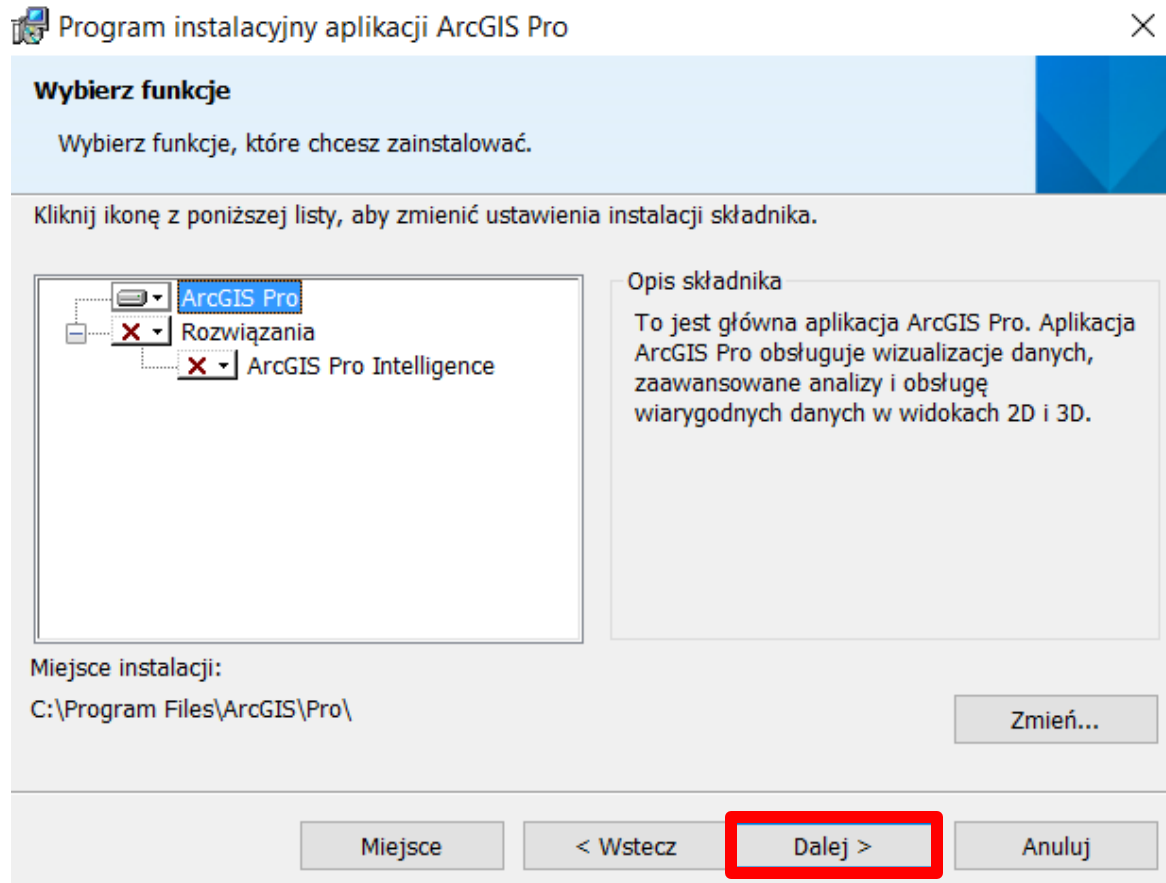 Program instalacyjny aplikacji ArcGIS Pro
Wybierz funkcje
Wybierz funkcje, które chcesz zainstalować.
Kliknij ikonę z poniższej listy, aby zmienić ustawienia instalacji składnika.
ArcGIS Pro
Rozwiązania
ArcGIS Pro Intelligence
Opis składnika
To jest główna aplikacja ArcGIS Pro. Aplikacja
ArcGIS Pro obsługuje wizualizacje danych,
zaawansowane analizy i obsługę
wiarygodnych danych w widokach 2D i 3D.
Miejsce instalacji:
C:\Program Files\ArcGIS\Pro\
Zmień...
Miejsce
< Wstecz
Dalej >
Anuluj